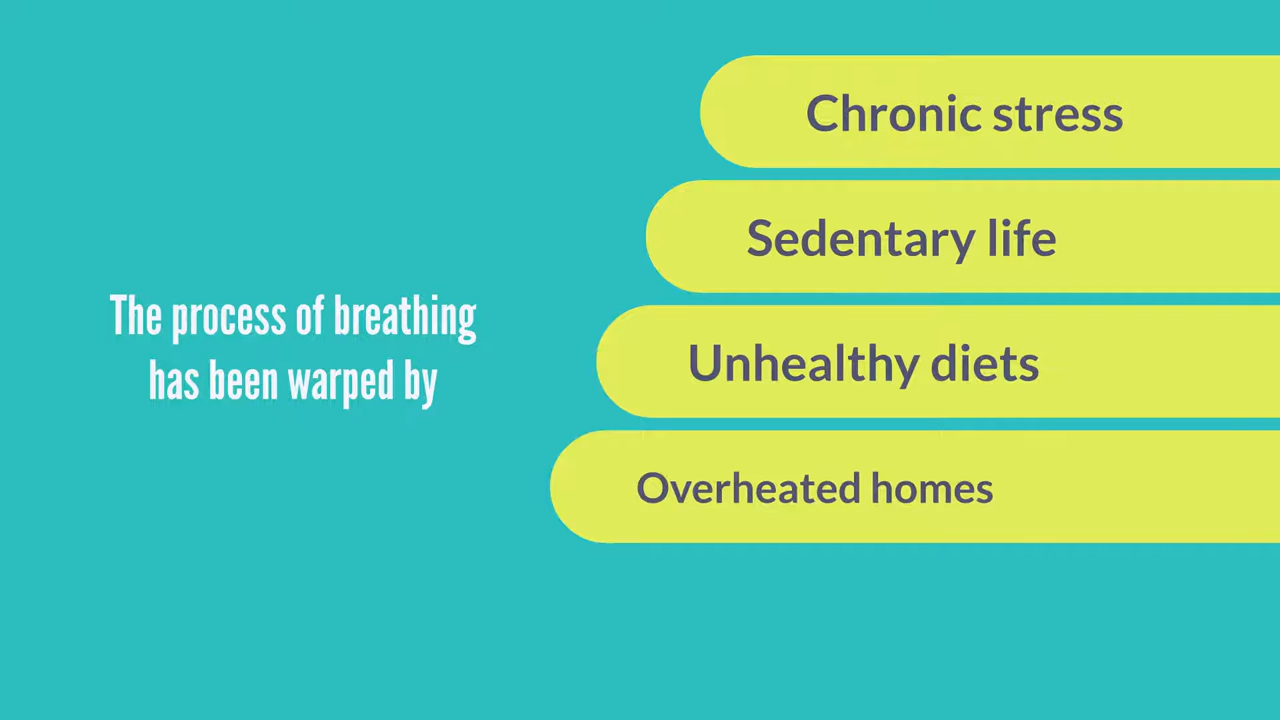 The process of breathing
has been warped by
Chronic stress
Sedentary life
Unhealthy diets
Overheated homes